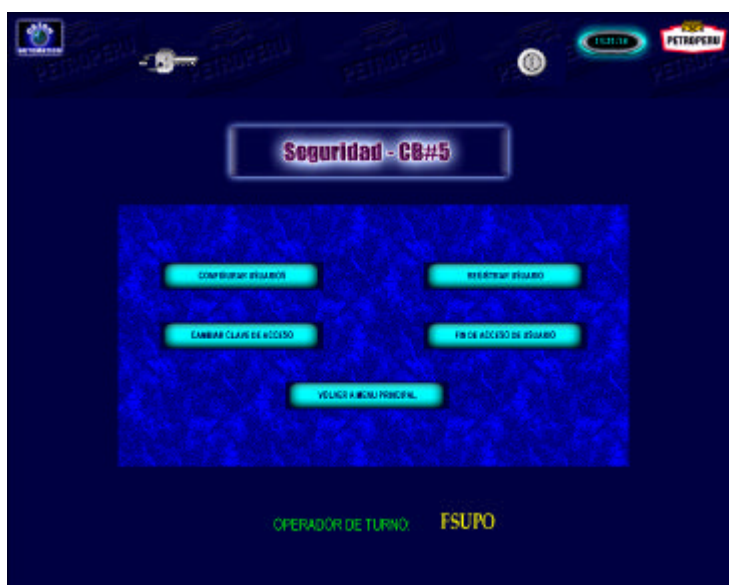 PETROPERU
Seguridad - CB#5
CONFIGURAR USUARIOS
REGISTRAR USUARIO
CAMBIAR CLAVE DE ACCESO
FIN DE ACCESO DE USUARIO
VOLVER A MENU PRINCIPAL
OPERADOR DE TURNO:
FSUPO